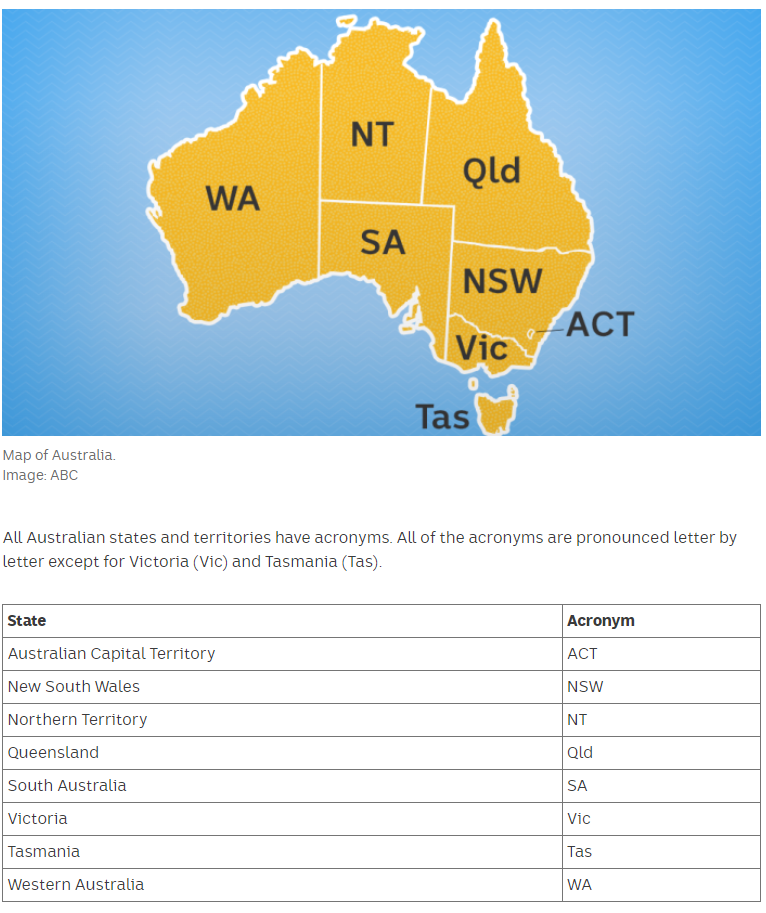 NT
Qld
WA
SA
NSW
ACT
Vic
Tas
Map of Australia.
Image: ABC
All Australian states and territories have acronyms. All of the acronyms are pronounced letter by
letter except for Victoria (Vic) and Tasmania (Tas).
State Acronym
Australian Capital Territory ACT
New South Wales NSW
Northern Territory NT
Queensland Qld
South Australia SA
Victoria Vic
Tasmania Tas
Western Australia WA